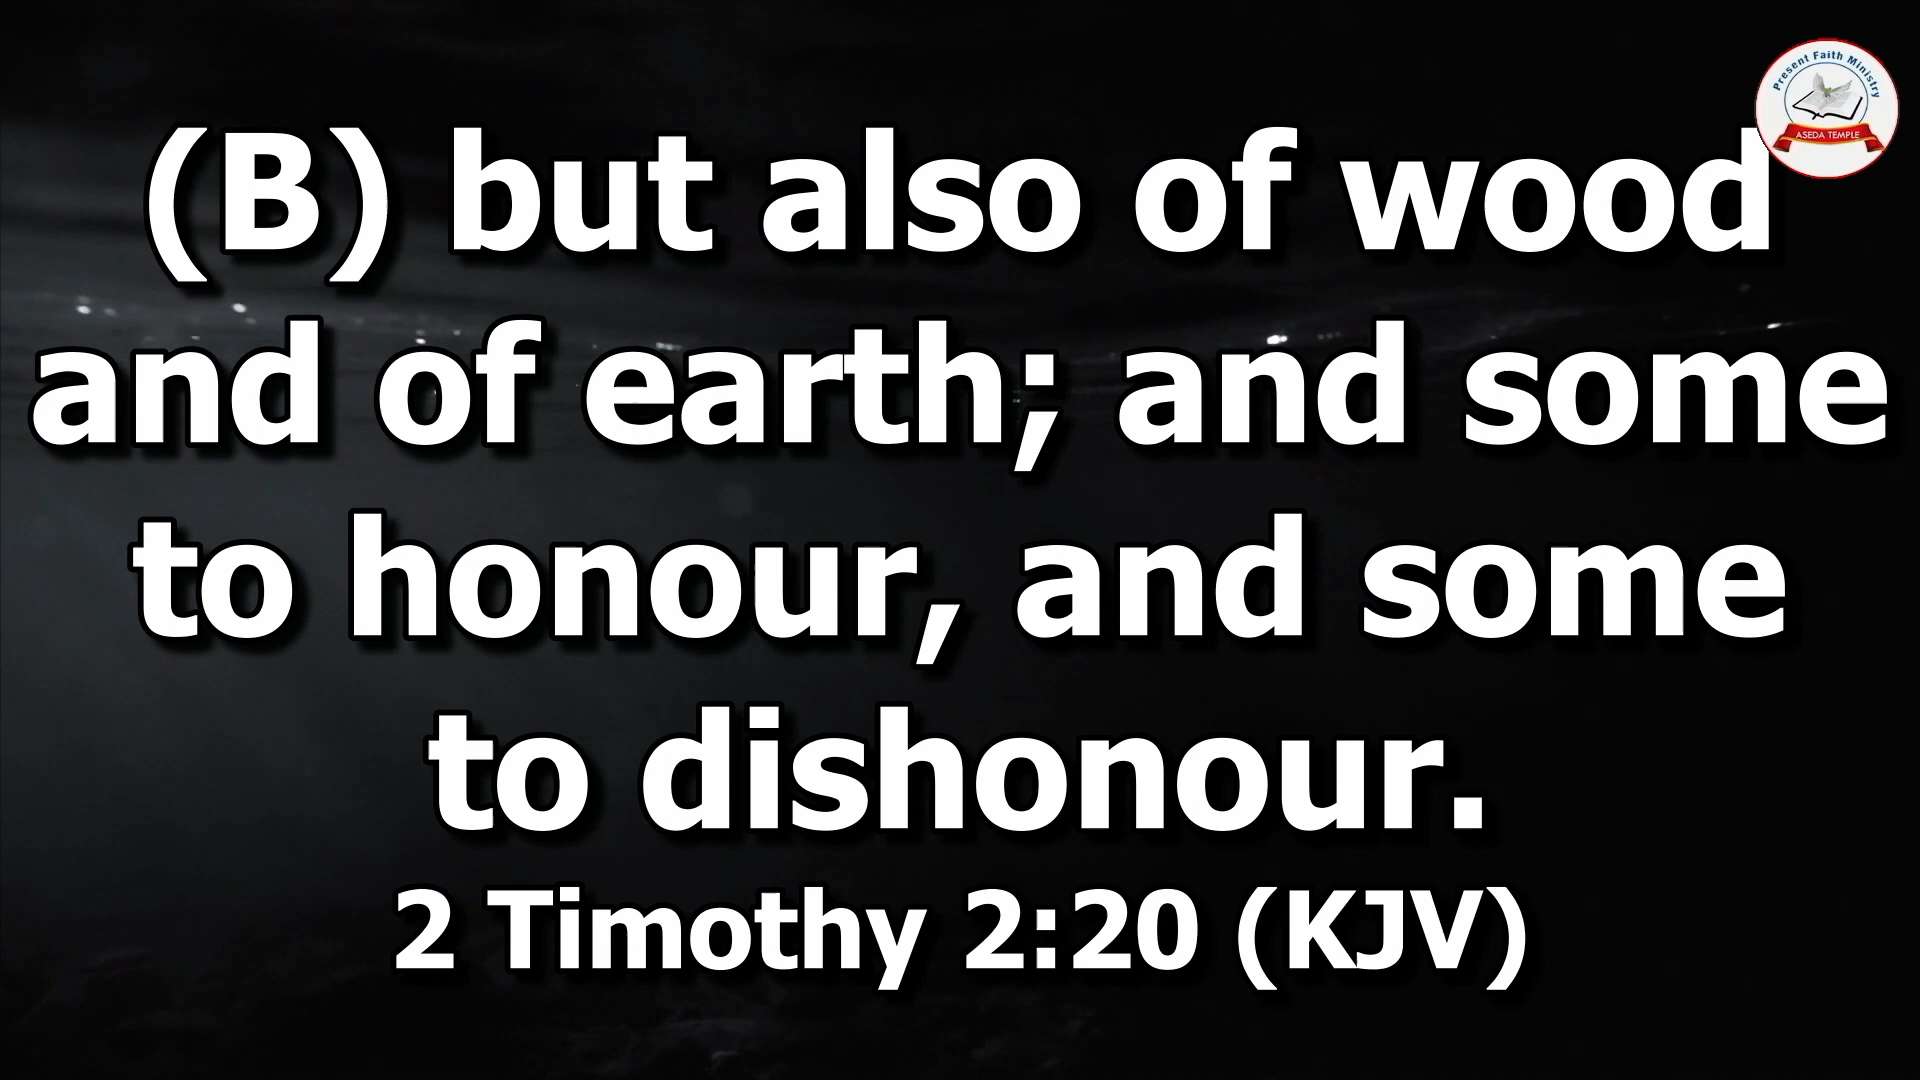 Present Faith Ministry
ASEDA TEMPLE
(B) but also of wood
and of earth; and some
to honour, and some
to dishonour.
2 Timothy 2:20 (KJV)